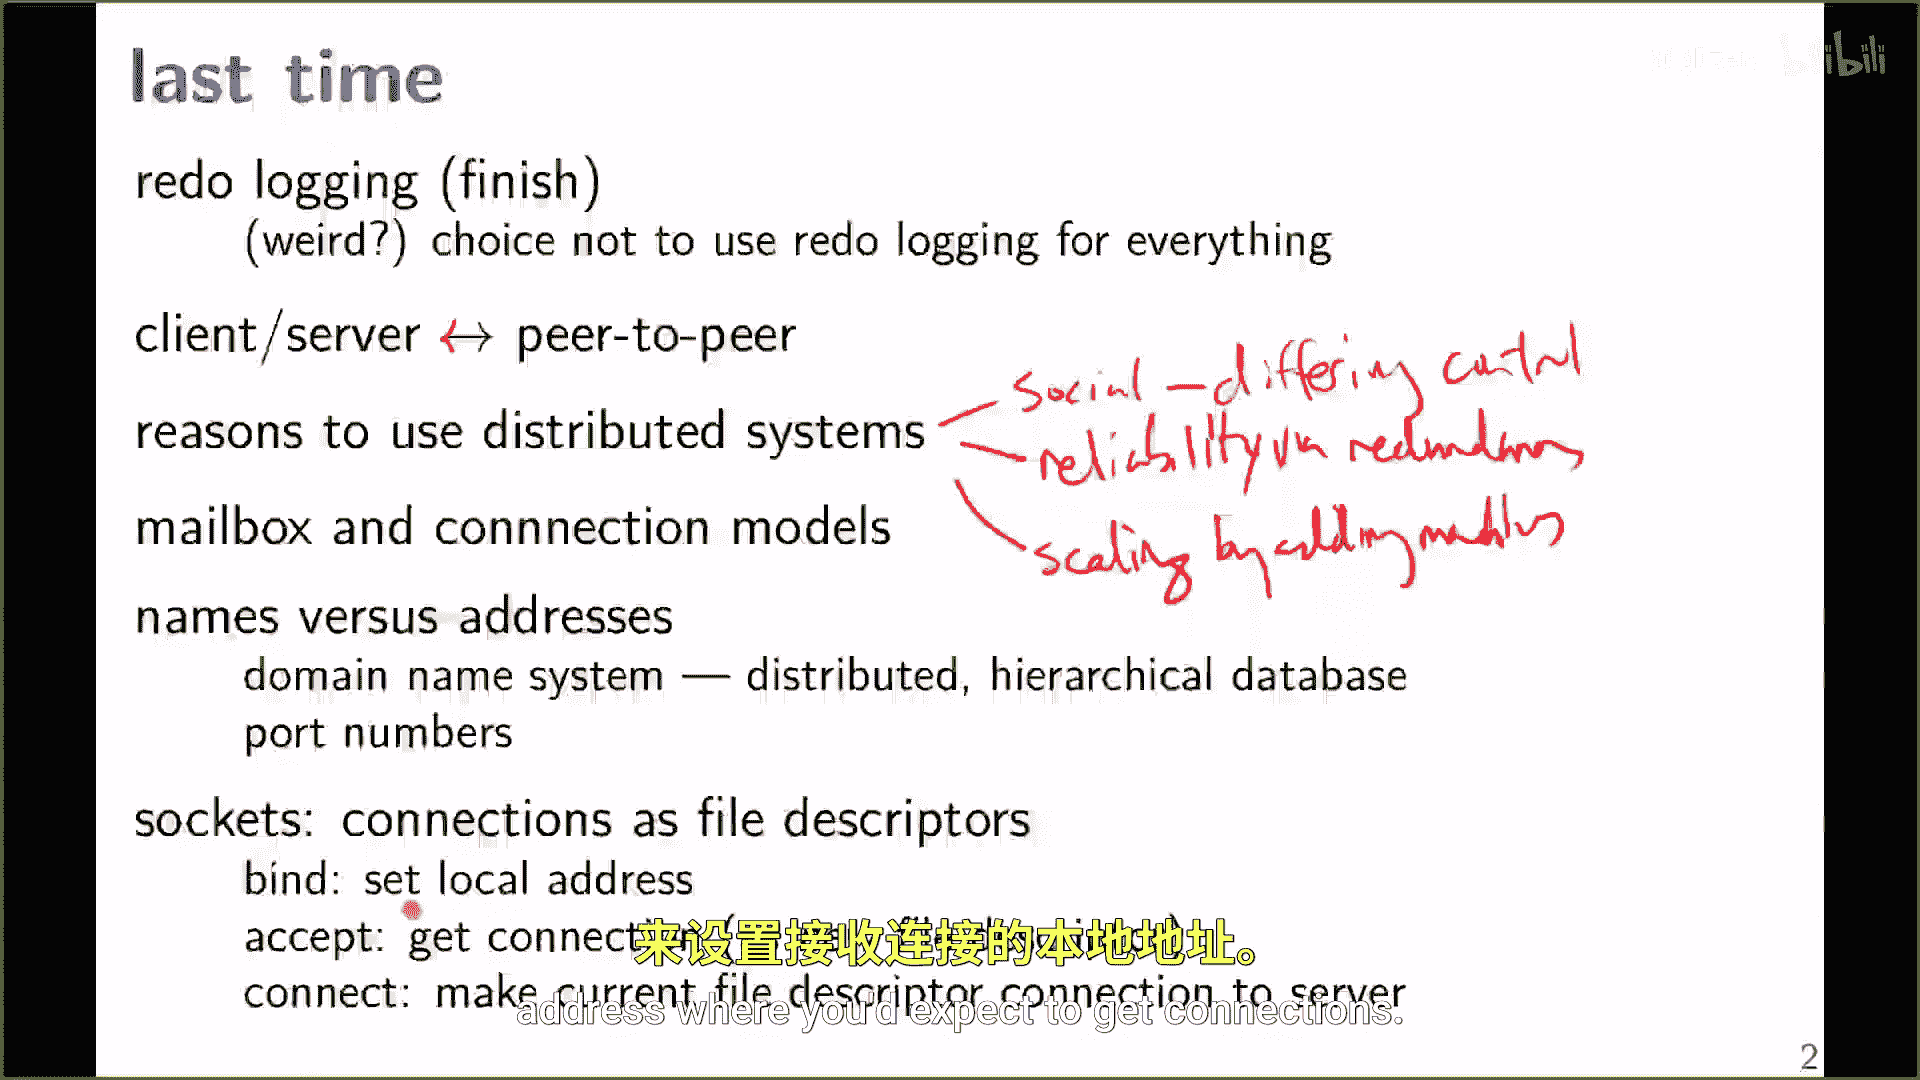 last time
bilibili
redo logging (finish)
(weird?) choice not to use redo logging for everything
client/server ↔ peer-to-peer
social — differing control
reasons to use distributed systems
reliability via redundancy
mailbox and connnection models
scaling by adding machines
names versus addresses
domain name system — distributed, hierarchical database
port numbers
sockets: connections as file descriptors
bind: set local address
accept: get connection
来设置接收连接的本地地址。
connect: make current file descriptor connection to server
address where you'd expect to get connections.
2